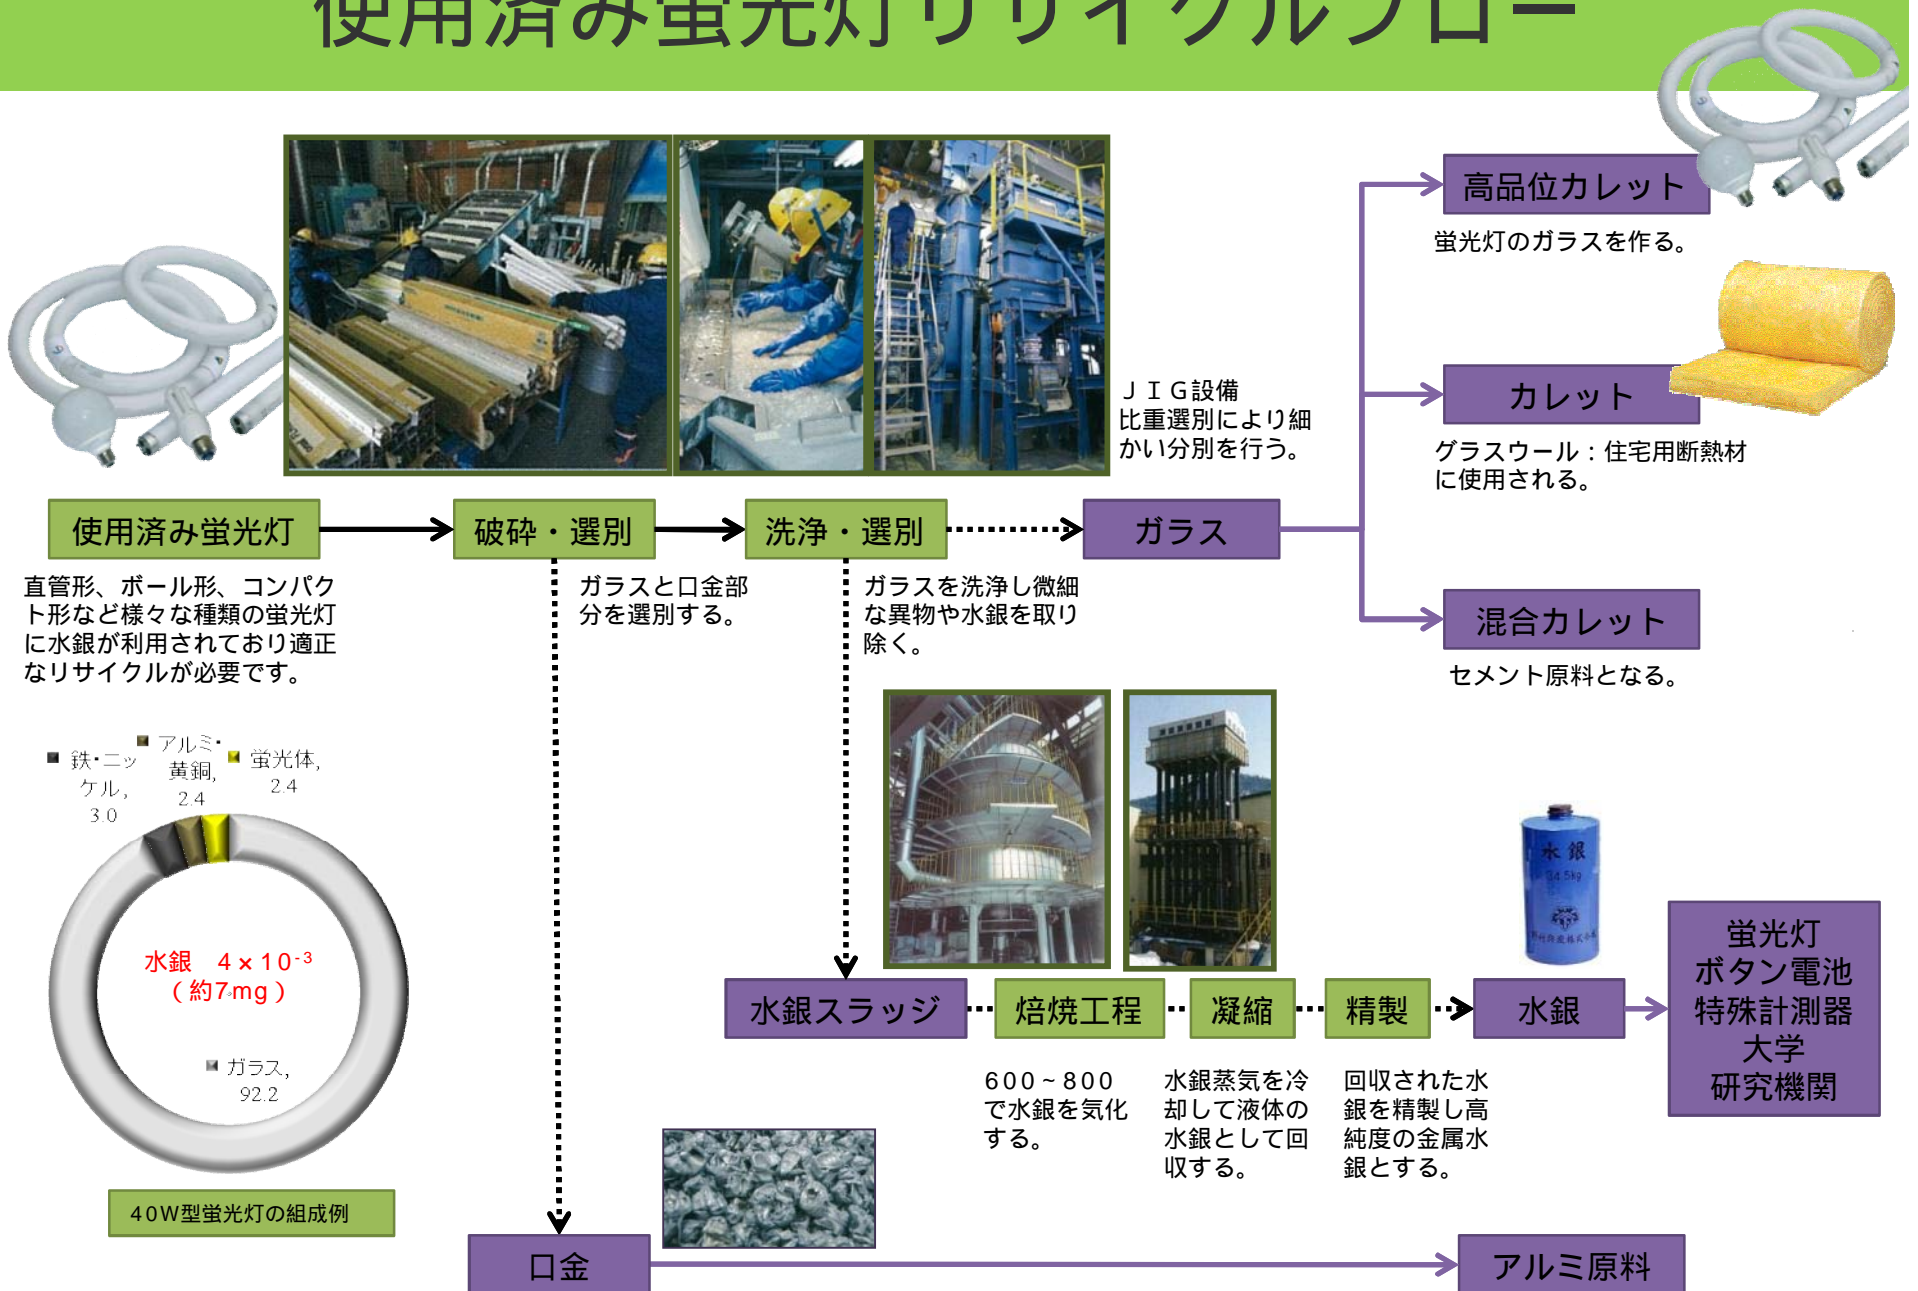 使用済み蛍光灯リサイクルフロー
ＪＩＧ設備
比重選別により細
かい分別を行う。
高品位カレット
蛍光灯のガラスを作る。
カレット
グラスウール：住宅用断熱材
に使用される。
使用済み蛍光灯
破砕・選別
洗浄・選別
ガラス
直管形、ボール形、コンパク
ト形など様々な種類の蛍光灯
に水銀が利用されており適正
なリサイクルが必要です。
ガラスと口金部
分を選別する。
ガラスを洗浄し微細
な異物や水銀を取り
除く。
混合カレット
セメント原料となる。
鉄・ニッ
ケル,
3.0
アルミ・
黄銅,
2.4
蛍光体,
2.4
水銀　4×10-3
（約7mg）
ガラス,
92.2
40W型蛍光灯の組成例
水銀
34.5kg
水銀スラッジ
焙焼工程
凝縮
精製
水銀
蛍光灯
ボタン電池
特殊計測器
大学
研究機関
600～800
で水銀を気化
する。
水銀蒸気を冷
却して液体の
水銀として回
収する。
回収された水
銀を精製し高
純度の金属水
銀とする。
口金
アルミ原料